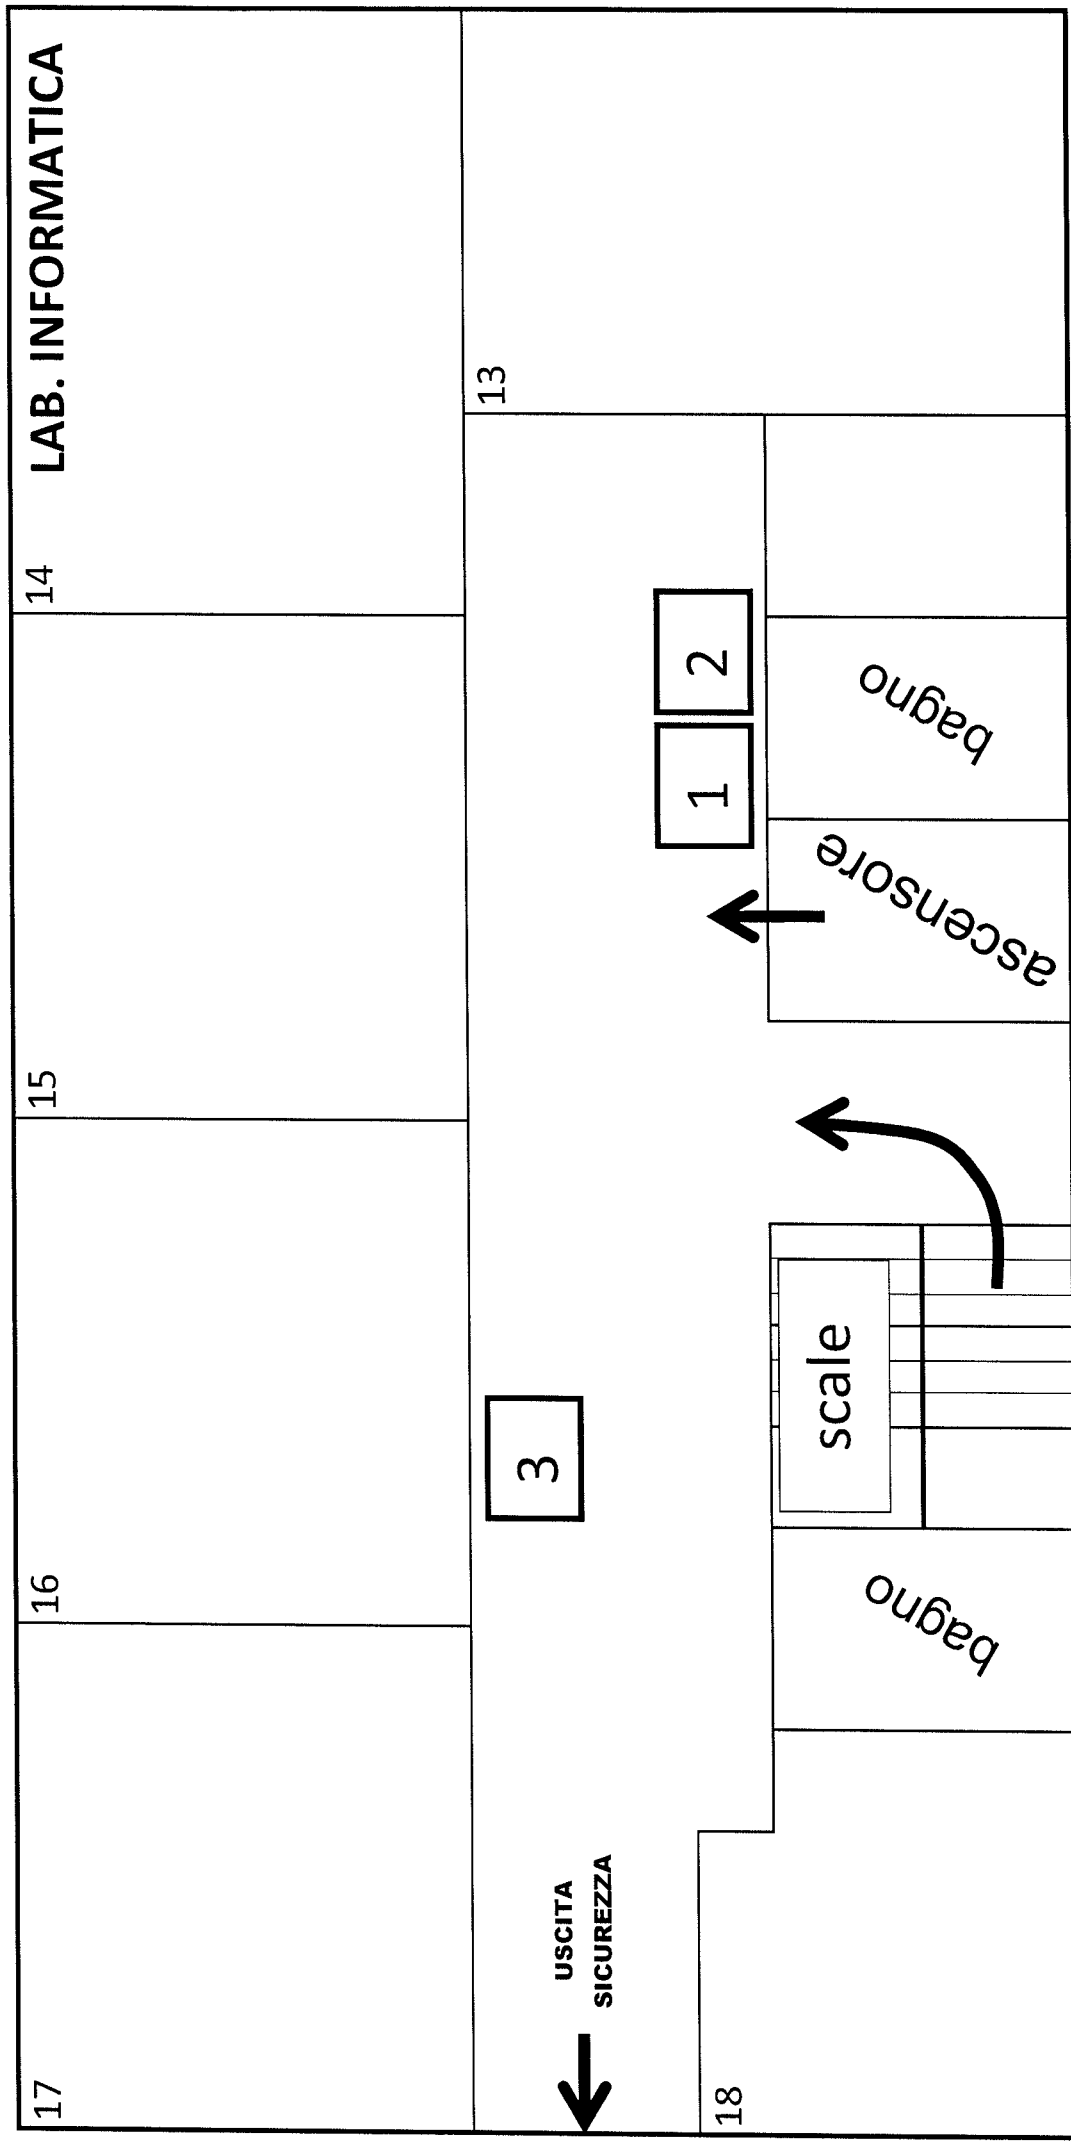 17
16
15
14
LAB. INFORMATICA
13
3
1
2
USCITA
SICUREZZA
18
bagno
scale
ascensore
bagno